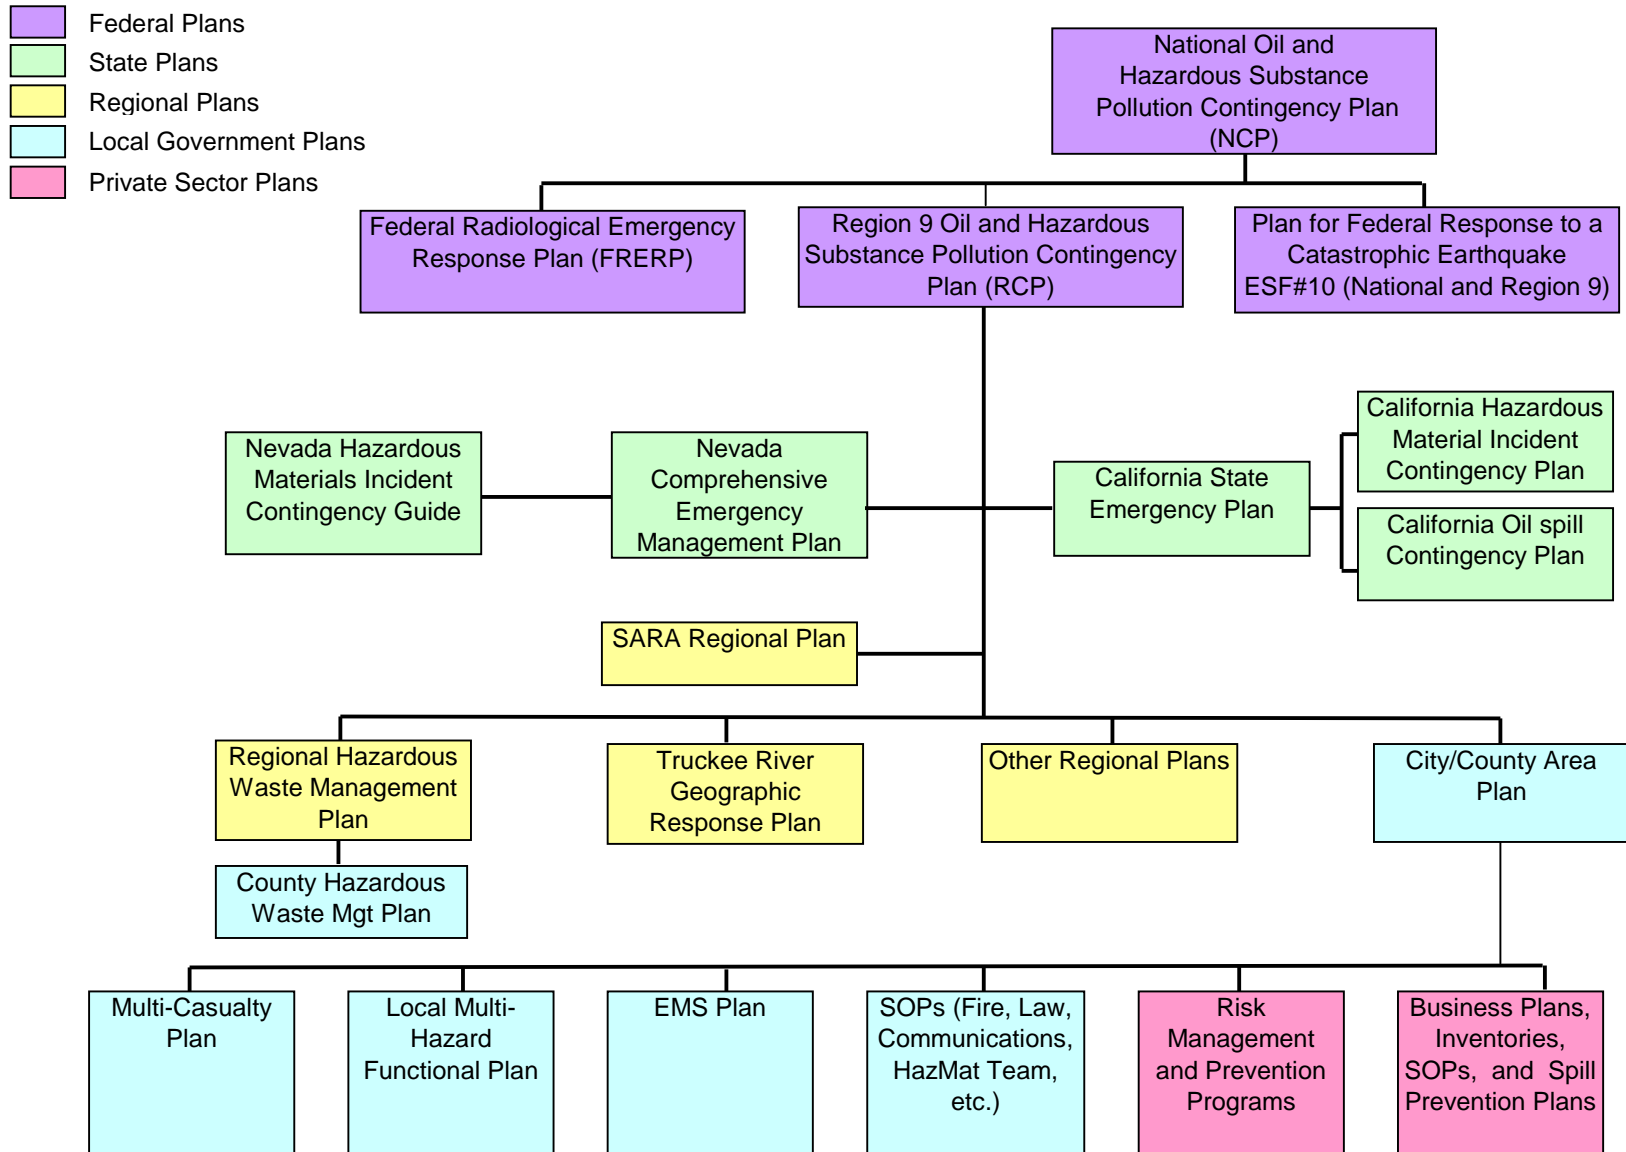 Federal Plans
State Plans
Regional Plans
Local Government Plans
Private Sector Plans
National Oil and
Hazardous Substance
Pollution Contingency Plan
(NCP)
Federal Radiological Emergency
Response Plan (FRERP)
Region 9 Oil and Hazardous
Substance Pollution Contingency
Plan (RCP)
Plan for Federal Response to a
Catastrophic Earthquake
ESF#10 (National and Region 9)
Nevada Hazardous
Materials Incident
Contingency Guide
Nevada
Comprehensive
Emergency
Management Plan
California State
Emergency Plan
California Hazardous
Material Incident
Contingency Plan
California Oil spill
Contingency Plan
SARA Regional Plan
Regional Hazardous
Waste Management
Plan
Truckee River
Geographic
Response Plan
Other Regional Plans
City/County Area
Plan
County Hazardous
Waste Mgt Plan
Multi-Casualty
Plan
Local Multi-
Hazard
Functional Plan
EMS Plan
SOPs (Fire, Law,
Communications,
HazMat Team,
etc.)
Risk
Management
and Prevention
Programs
Business Plans,
Inventories,
SOPs, and Spill
Prevention Plans